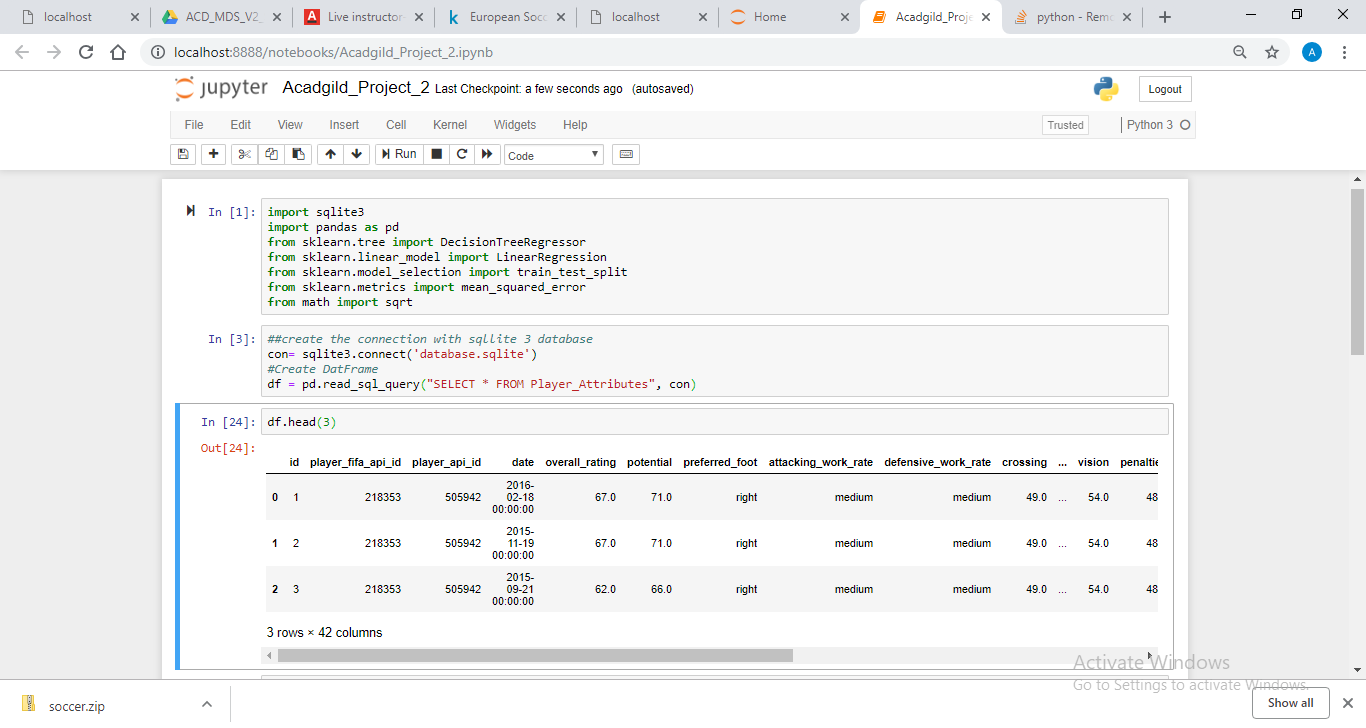 localhost
ACD_MDS_V2_
Live instructor-
European Socc
localhost
Home
Acadgild_Proje
python - Rem
localhost:8888/notebooks/Acadgild_Project_2.ipynb
A
jupyter Acadgild_Project_2 Last Checkpoint: a few seconds ago (autosaved)
Logout
File Edit View Insert Cell Kernel Widgets Help
Trusted
Python 3
Run
Code
In [1]: import sqlite3
import pandas as pd
from sklearn.tree import DecisionTreeRegressor
from sklearn.linear_model import LinearRegression
from sklearn.model_selection import train_test_split
from sklearn.metrics import mean_squared_error
from math import sqrt
In [3]: ##create the connection with sqllite 3 database
con= sqlite3.connect('database.sqlite')
#Create DatFrame
df = pd.read_sql_query("SELECT * FROM Player_Attributes", con)
In [24]: df.head(3)
Out[24]:
id player_fifa_api_id player_api_id date overall_rating potential preferred_foot attacking_work_rate defensive_work_rate crossing ... vision penaltie
0 1 218353 505942 2016-02-18 00:00:00 67.0 71.0 right medium medium 49.0 ... 54.0 48
1 2 218353 505942 2015-11-19 00:00:00 67.0 71.0 right medium medium 49.0 ... 54.0 48
2 3 218353 505942 2015-09-21 00:00:00 62.0 66.0 right medium medium 49.0 ... 54.0 48
3 rows × 42 columns
Activate Windows
Go to Settings to activate Windows.
soccer.zip
Show all